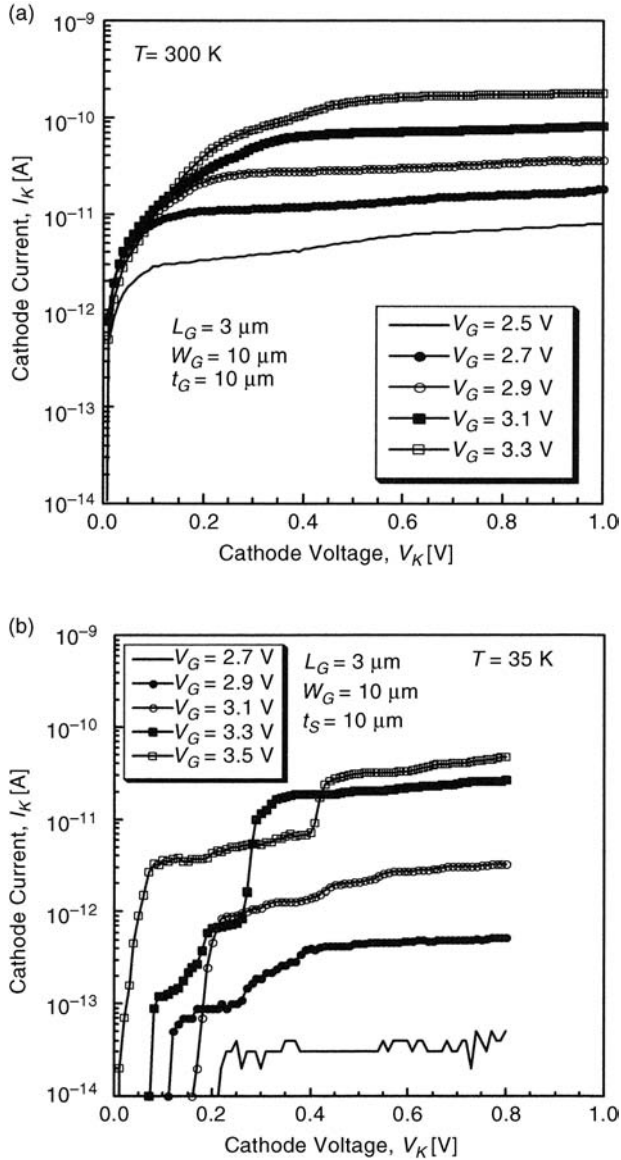 (a)
10⁻⁹
T = 300 K
10⁻¹⁰
10⁻¹¹
10⁻¹²
10⁻¹³
10⁻¹⁴
Cathode Current, I_K [A]
L_G = 3 μm
W_G = 10 μm
t_G = 10 μm
V_G = 2.5 V
V_G = 2.7 V
V_G = 2.9 V
V_G = 3.1 V
V_G = 3.3 V
0.0 0.2 0.4 0.6 0.8 1.0
Cathode Voltage, V_K [V]
(b)
10⁻⁹
10⁻¹⁰
10⁻¹¹
10⁻¹²
10⁻¹³
10⁻¹⁴
Cathode Current, I_K [A]
V_G = 2.7 V
V_G = 2.9 V
V_G = 3.1 V
V_G = 3.3 V
V_G = 3.5 V
L_G = 3 μm
W_G = 10 μm
t_S = 10 μm
T = 35 K
0.0 0.2 0.4 0.6 0.8 1.0
Cathode Voltage, V_K [V]